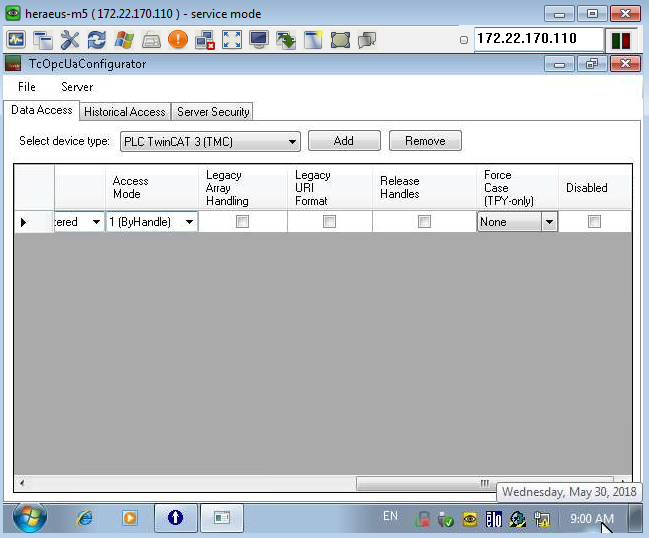 heraeus-m5 ( 172.22.170.110 ) - service mode
172.22.170.110
TcOpcUaConfigurator
File Server
Data Access Historical Access Server Security
Select device type: PLC TwinCAT 3 (TMC) Add Remove
Access Mode
Legacy Array Handling
Legacy URI Format
Release Handles
Force Case (TPY-only)
Disabled
ered 1 (ByHandle) None
Wednesday, May 30, 2018
EN 9:00 AM